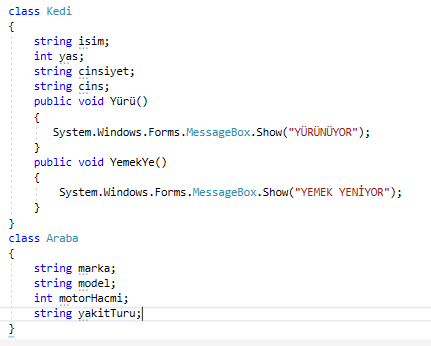 class Kedi
{
    string isim;
    int yas;
    string cinsiyet;
    string cins;
    public void Yürü()
    {
       System.Windows.Forms.MessageBox.Show("YÜRÜNÜYOR");
    }
    public void YemekYe()
    {
        System.Windows.Forms.MessageBox.Show("YEMEK YENİYOR");
    }
}
class Araba
{
    string marka;
    string model;
    int motorHacmi;
    string yakitTuru;
}